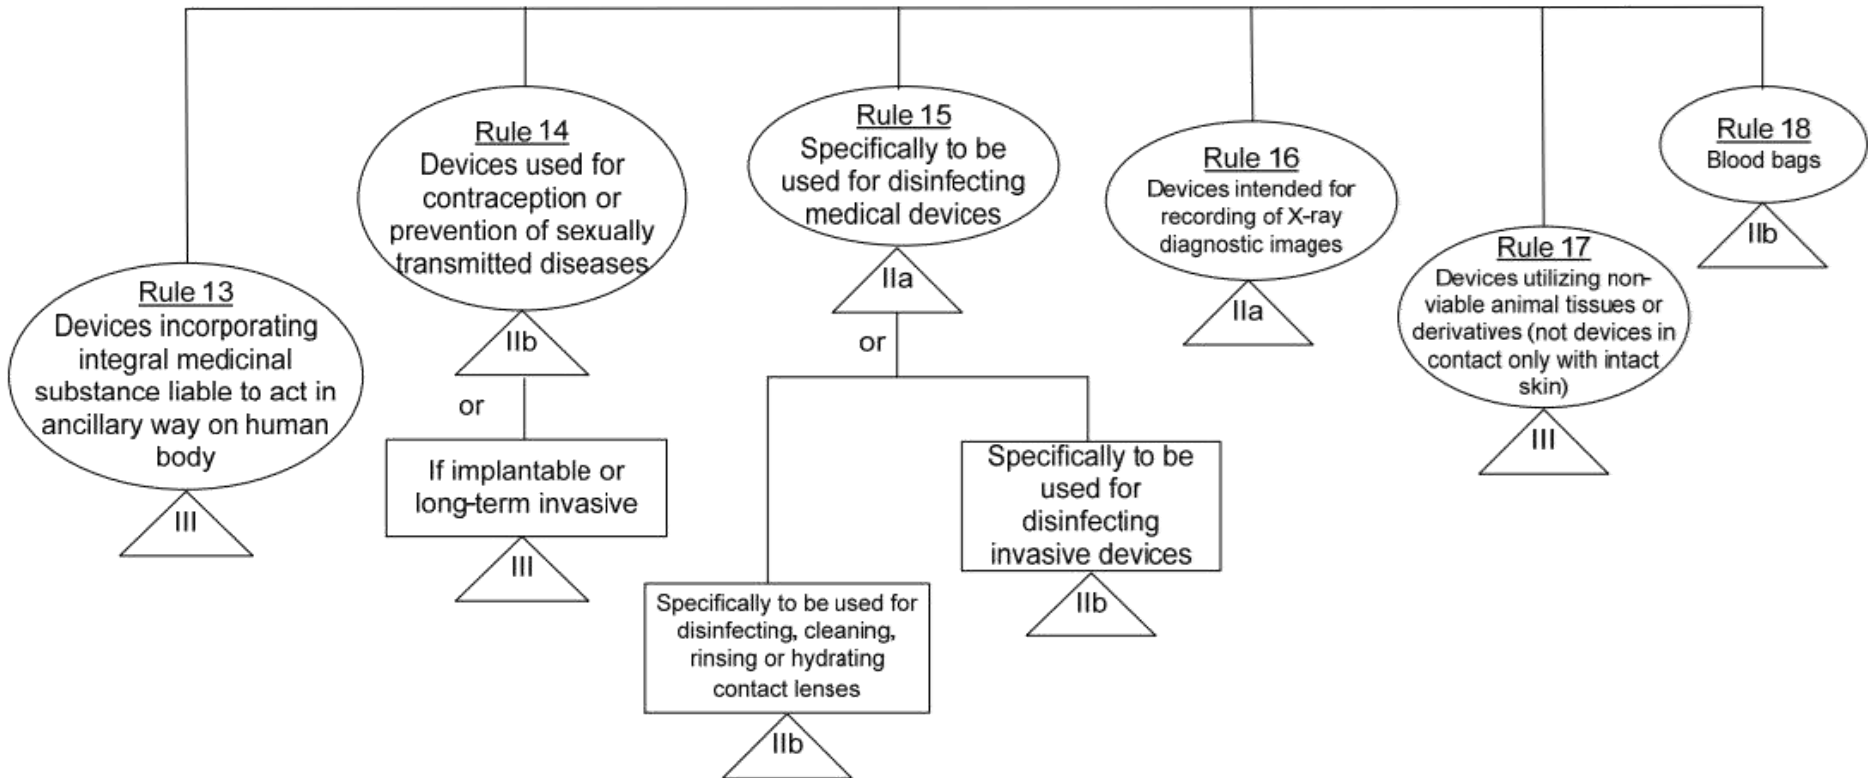 Rule 13
Devices incorporating
integral medicinal
substance liable to act in
ancillary way on human
body
III
Rule 14
Devices used for
contraception or
prevention of sexually
transmitted diseases
IIb
or
If implantable or
long-term invasive
III
Rule 15
Specifically to be
used for disinfecting
medical devices
IIa
or
Specifically to be used for
disinfecting, cleaning,
rinsing or hydrating
contact lenses
IIb
Specifically to be
used for
disinfecting
invasive devices
IIb
Rule 16
Devices intended for
recording of X-ray
diagnostic images
IIa
Rule 17
Devices utilizing non-
viable animal tissues or
derivatives (not devices in
contact only with intact
skin)
III
Rule 18
Blood bags
IIb